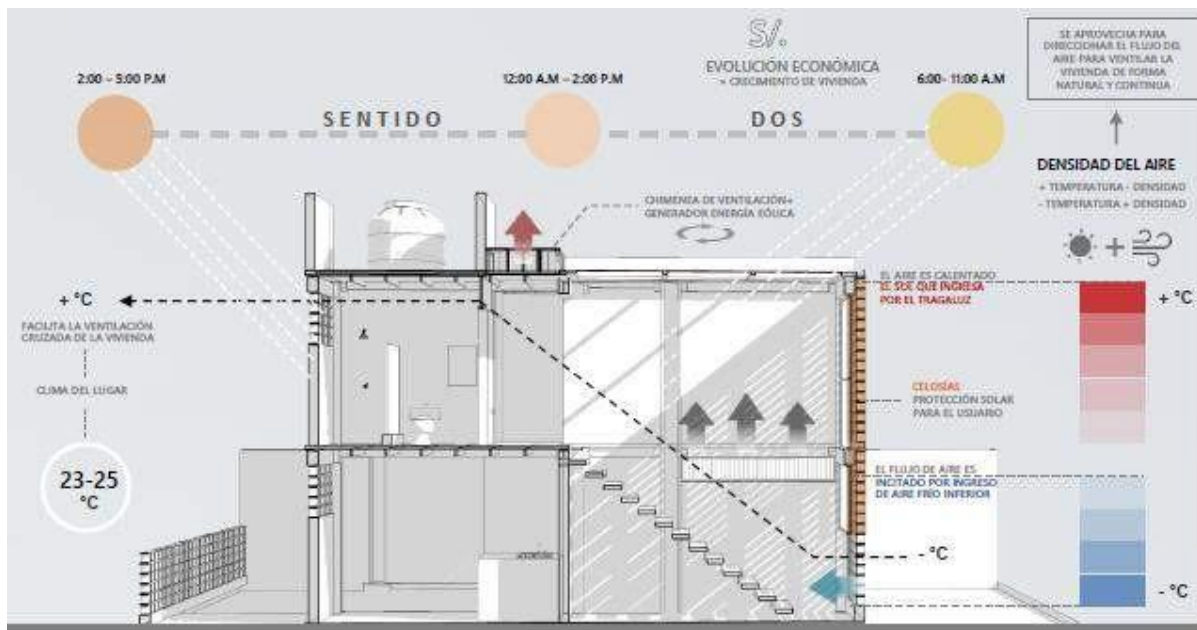 S/.
EVOLUCIÓN ECONÓMICA
+ CRECIMIENTO DE VIVIENDA
2:00 – 5:00 P.M
12:00 A.M – 2:00 P.M
6:00- 11:00 A.M
SENTIDO
DOS
SE APROVECHA PARA
DIRECCIONAR EL FLUJO DEL
AIRE PARA VENTILAR LA
VIVIENDA DE FORMA
NATURAL Y CONTINUA
DENSIDAD DEL AIRE
+ TEMPERATURA - DENSIDAD
- TEMPERATURA + DENSIDAD
+
CHIMENEA DE VENTILACIÓN+
GENERADOR ENERGÍA EÓLICA
EL AIRE ES CALENTADO
EL SOL QUE INGRESA
POR EL TRAGALUZ
+ °C
+ °C
FACILITA LA VENTILACIÓN
CRUZADA DE LA VIVIENDA
CLIMA DEL LUGAR
23-25
°C
CELOSÍAS
PROTECCIÓN SOLAR
PARA EL USUARIO
EL FLUJO DE AIRE ES
INCITADO POR INGRESO
DE AIRE FRÍO INFERIOR
- °C
- °C